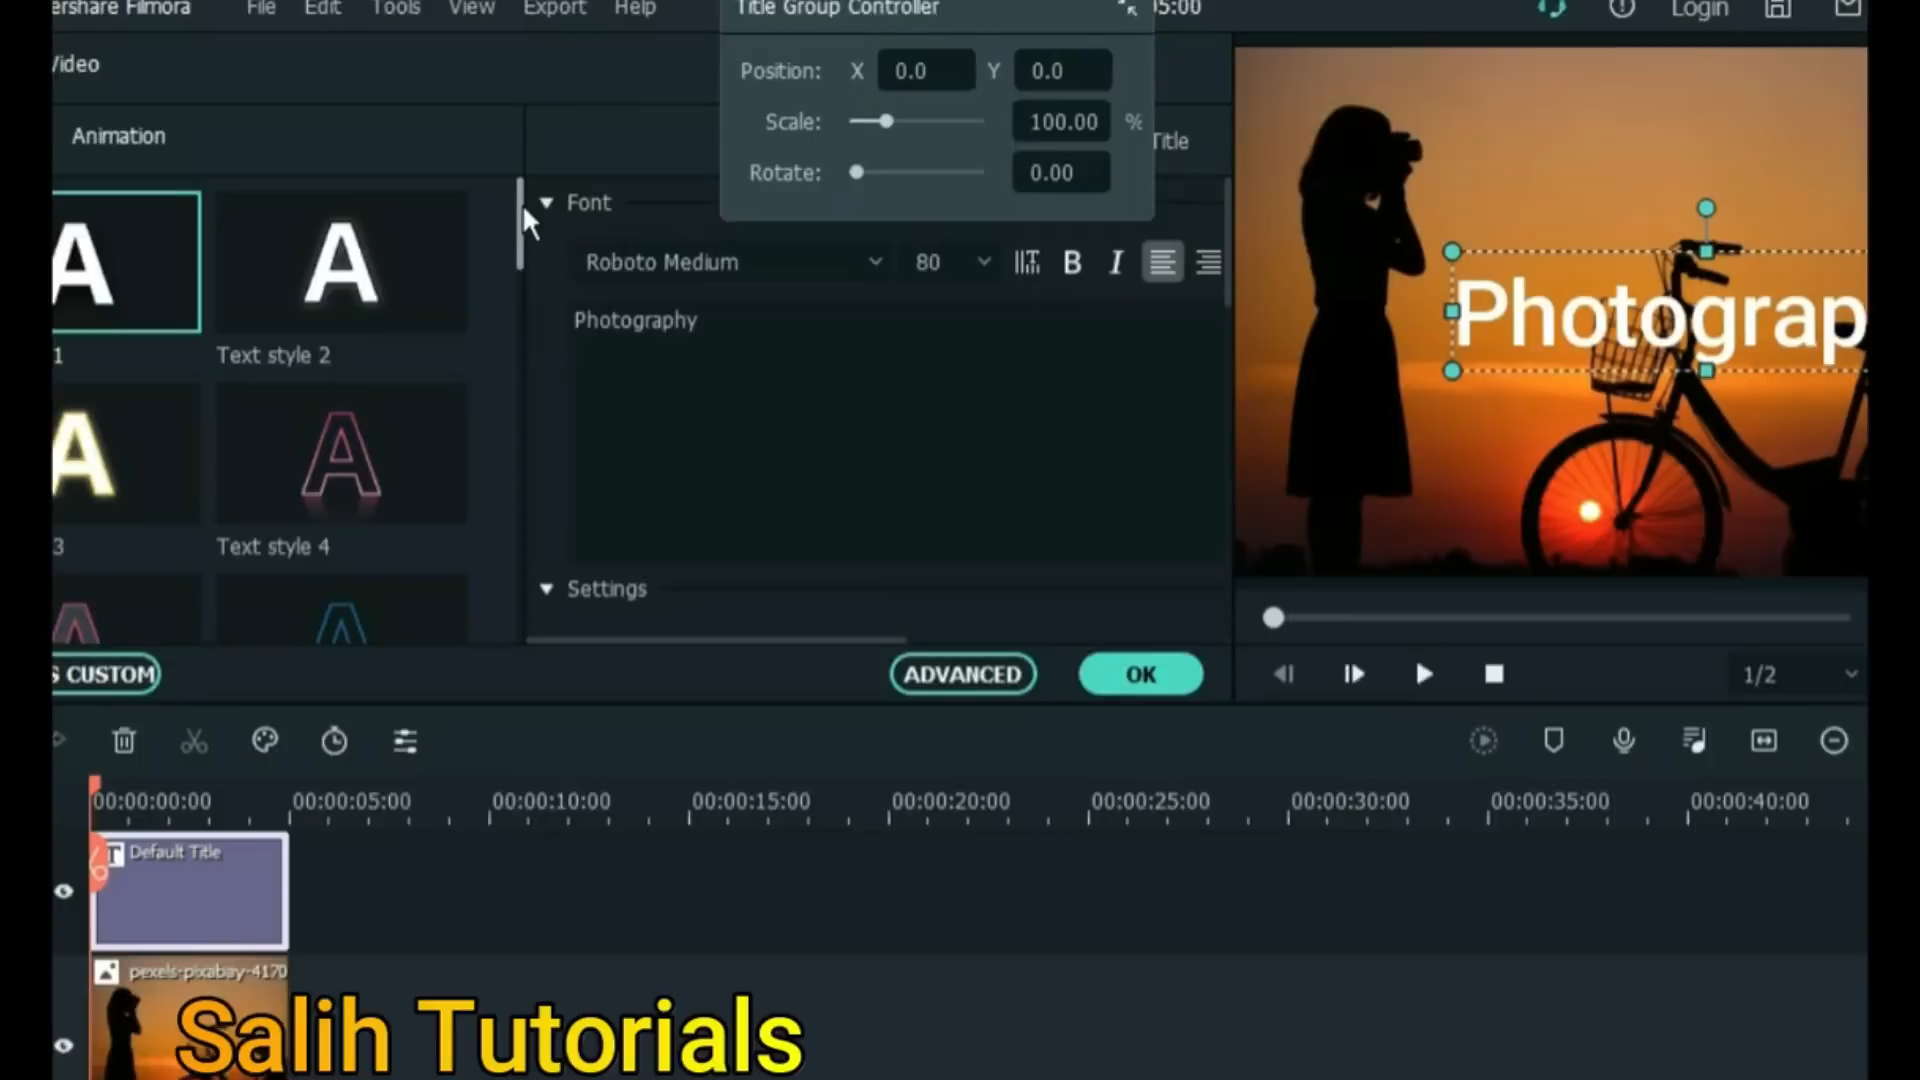 ershare Filmora File Edit Tools View Export Help Title Group Controller 05:00 Login
Video
Position: X 0.0 Y 0.0
Scale: 100.00 %
Rotate: 0.00
Animation
Title
Font
Roboto Medium 80 B I
Photography
A A
1 Text style 2
A A
3 Text style 4
A A
Settings
Photograp
S CUSTOM ADVANCED OK
1/2
00:00:00:00 00:00:05:00 00:00:10:00 00:00:15:00 00:00:20:00 00:00:25:00 00:00:30:00 00:00:35:00 00:00:40:00
T Default Title
pexels-pixabay-4170
Salih Tutorials